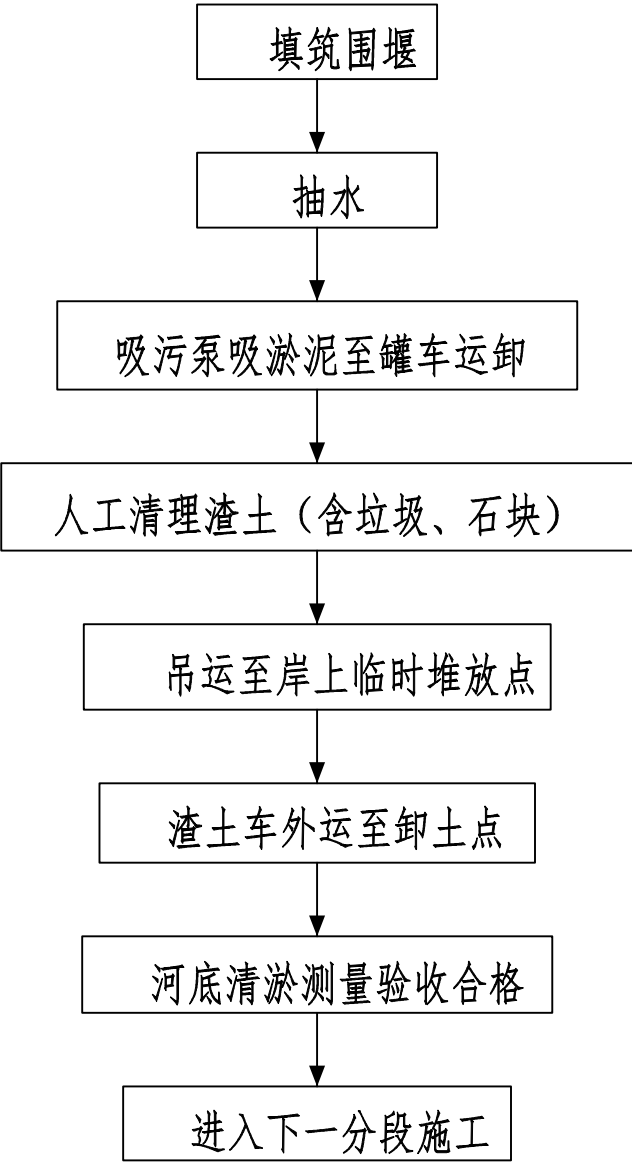 填筑围堰
抽水
吸污泵吸淤泥至罐车运卸
人工清理渣土（含垃圾、石块）
吊运至岸上临时堆放点
渣土车外运至卸土点
河底清淤测量验收合格
进入下一分段施工